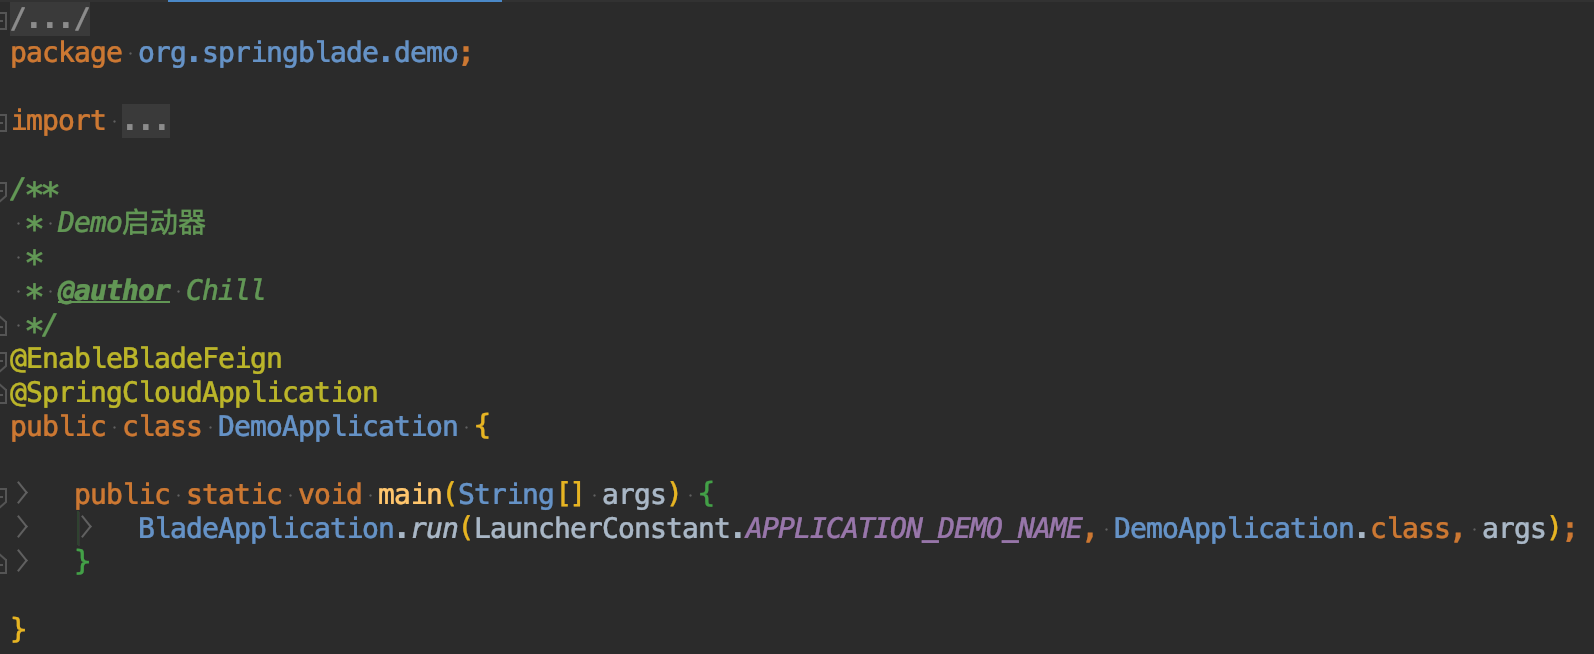 /.../
package org.springblade.demo;
import ...
/**
* Demo启动器
*
* @author Chill
*/
@EnableBladeFeign
@SpringCloudApplication
public class DemoApplication {
public static void main(String[] args) {
BladeApplication.run(LauncherConstant.APPLICATION_DEMO_NAME, DemoApplication.class, args);
}
}